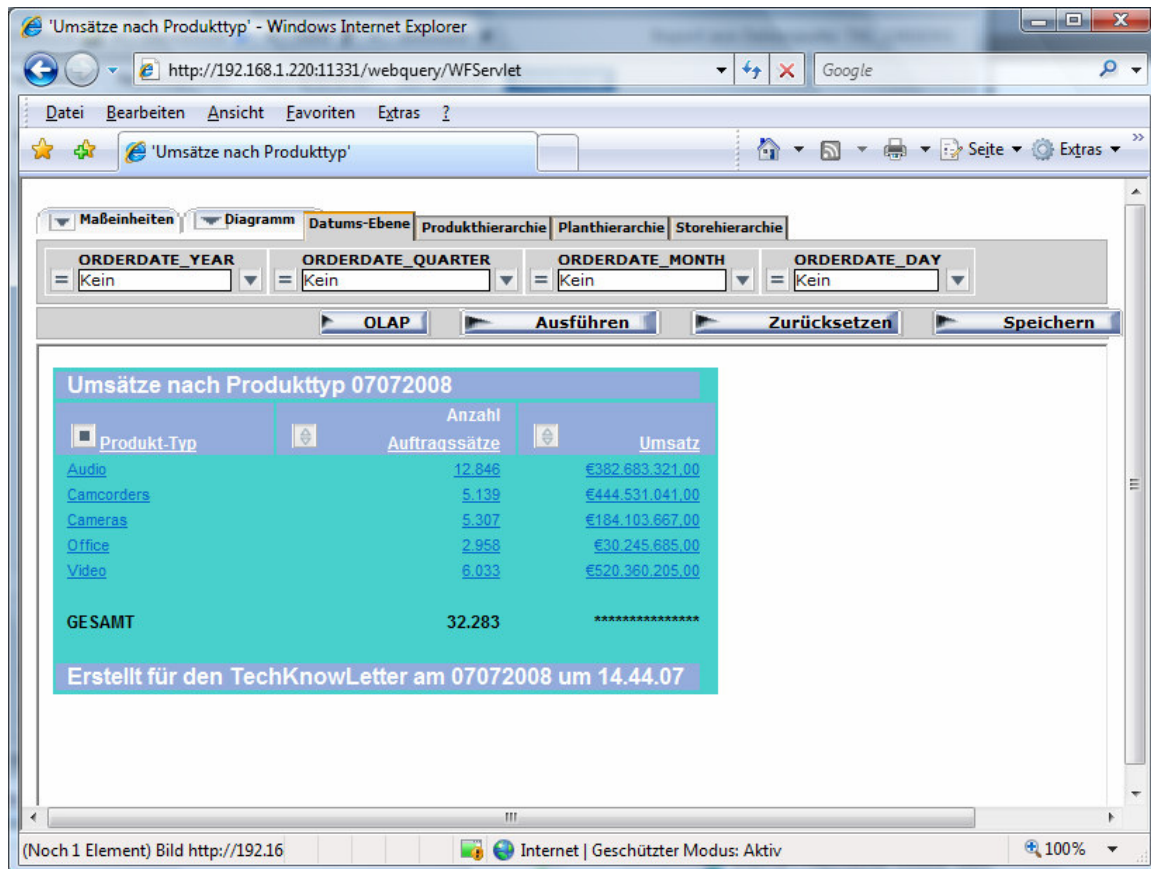 'Umsätze nach Produkttyp' - Windows Internet Explorer
http://192.168.1.220:11331/webquery/WFServlet
Google
Datei Bearbeiten Ansicht Favoriten Extras ?
'Umsätze nach Produkttyp'
Seite Extras
Maßeinheiten Diagramm Datums-Ebene Produkthierarchie Planthierarchie Storehierarchie
ORDERDATE_YEAR ORDERDATE_QUARTER ORDERDATE_MONTH ORDERDATE_DAY
= Kein = Kein = Kein = Kein
OLAP Ausführen Zurücksetzen Speichern
Umsätze nach Produkttyp 07072008
Anzahl
Produkt-Typ Auftragssätze Umsatz
Audio 12.846 €382.683.321,00
Camcorders 5.139 €444.531.041,00
Cameras 5.307 €184.103.667,00
Office 2.958 €30.245.685,00
Video 6.033 €520.360.205,00
GESAMT 32.283 ***************
Erstellt für den TechKnowLetter am 07072008 um 14.44.07
(Noch 1 Element) Bild http://192.16
Internet | Geschützter Modus: Aktiv
100%